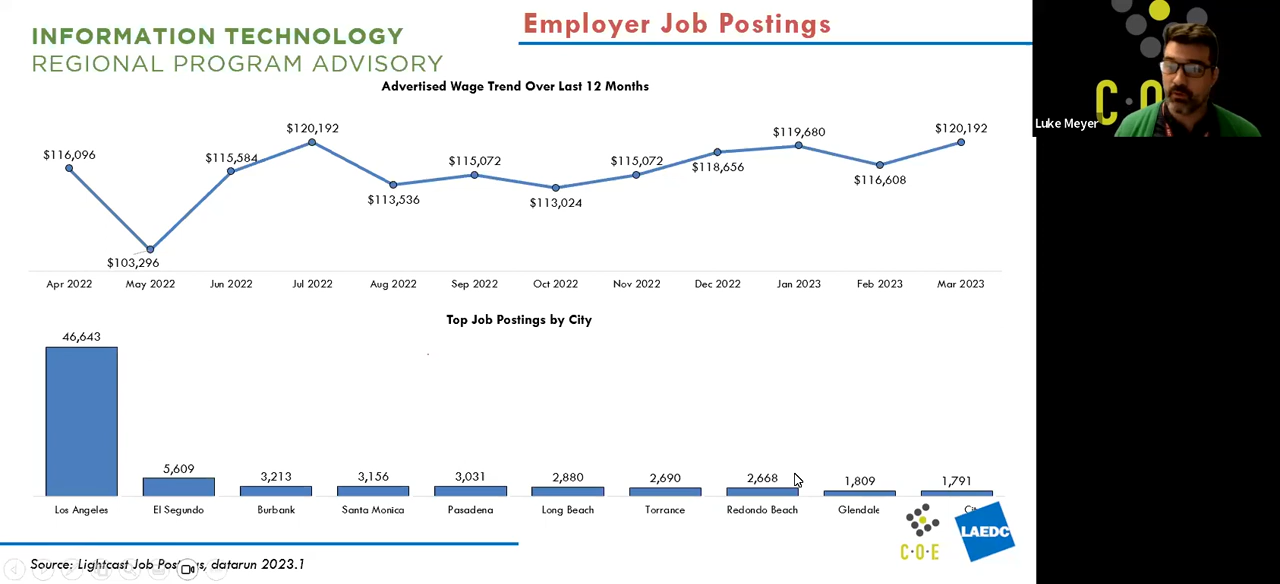 Employer Job Postings
INFORMATION TECHNOLOGY
REGIONAL PROGRAM ADVISORY
Advertised Wage Trend Over Last 12 Months
$116,096
$103,296
$115,584
$120,192
$113,536
$115,072
$113,024
$115,072
$118,656
$119,680
$116,608
$120,192
Apr 2022 May 2022 Jun 2022 Jul 2022 Aug 2022 Sep 2022 Oct 2022 Nov 2022 Dec 2022 Jan 2023 Feb 2023 Mar 2023
Top Job Postings by City
46,643 5,609 3,213 3,156 3,031 2,880 2,690 2,668 1,809 1,791
Los Angeles El Segundo Burbank Santa Monica Pasadena Long Beach Torrance Redondo Beach Glendale
C·O·E
LAEDC
Source: Lightcast Job datarun 2023.1
C·O
Luke Meyer